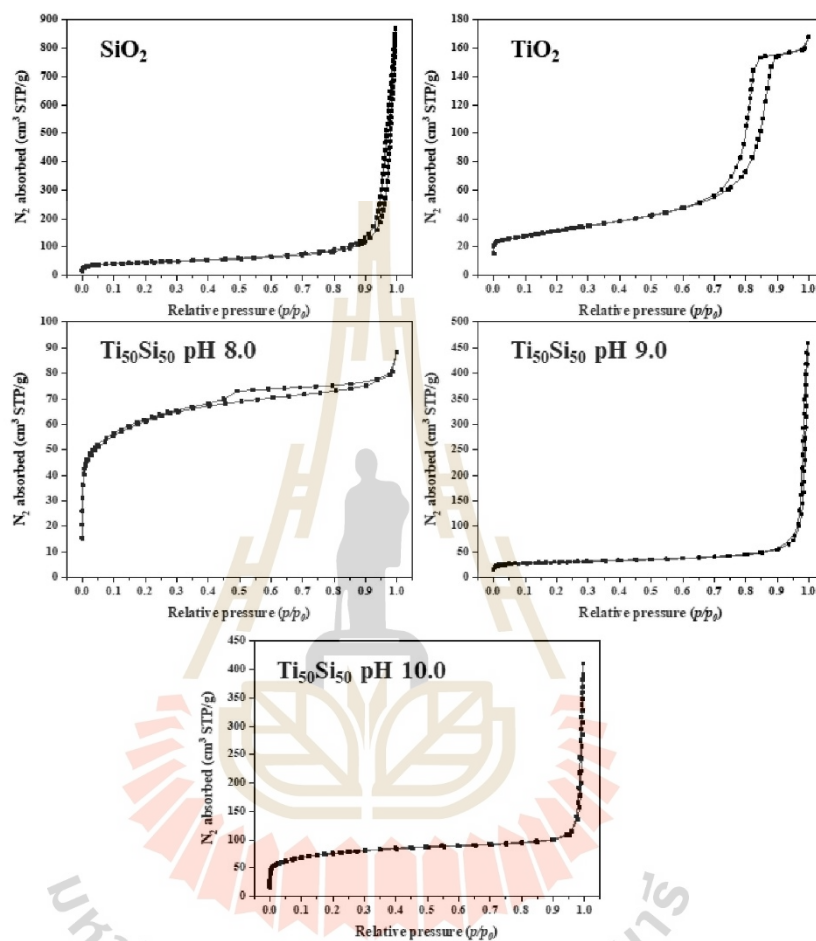 SiO₂
N₂ absorbed (cm³ STP/g)
900
800
700
600
500
400
300
200
100
0
0.0 0.1 0.2 0.3 0.4 0.5 0.6 0.7 0.8 0.9 1.0
Relative pressure (p/p₀)
TiO₂
N₂ absorbed (cm³ STP/g)
180
160
140
120
100
80
60
40
20
0
0.0 0.1 0.2 0.3 0.4 0.5 0.6 0.7 0.8 0.9 1.0
Relative pressure (p/p₀)
Ti₅₀Si₅₀ pH 8.0
N₂ absorbed (cm³ STP/g)
100
90
80
70
60
50
40
30
20
10
0
0.0 0.1 0.2 0.3 0.4 0.5 0.6 0.7 0.8 0.9 1.0
Relative pressure (p/p₀)
Ti₅₀Si₅₀ pH 9.0
N₂ absorbed (cm³ STP/g)
500
450
400
350
300
250
200
150
100
50
0
0.0 0.1 0.2 0.3 0.4 0.5 0.6 0.7 0.8 0.9 1.0
Relative pressure (p/p₀)
Ti₅₀Si₅₀ pH 10.0
N₂ absorbed (cm³ STP/g)
450
400
350
300
250
200
150
100
50
0
0.0 0.1 0.2 0.3 0.4 0.5 0.6 0.7 0.8 0.9 1.0
Relative pressure (p/p₀)